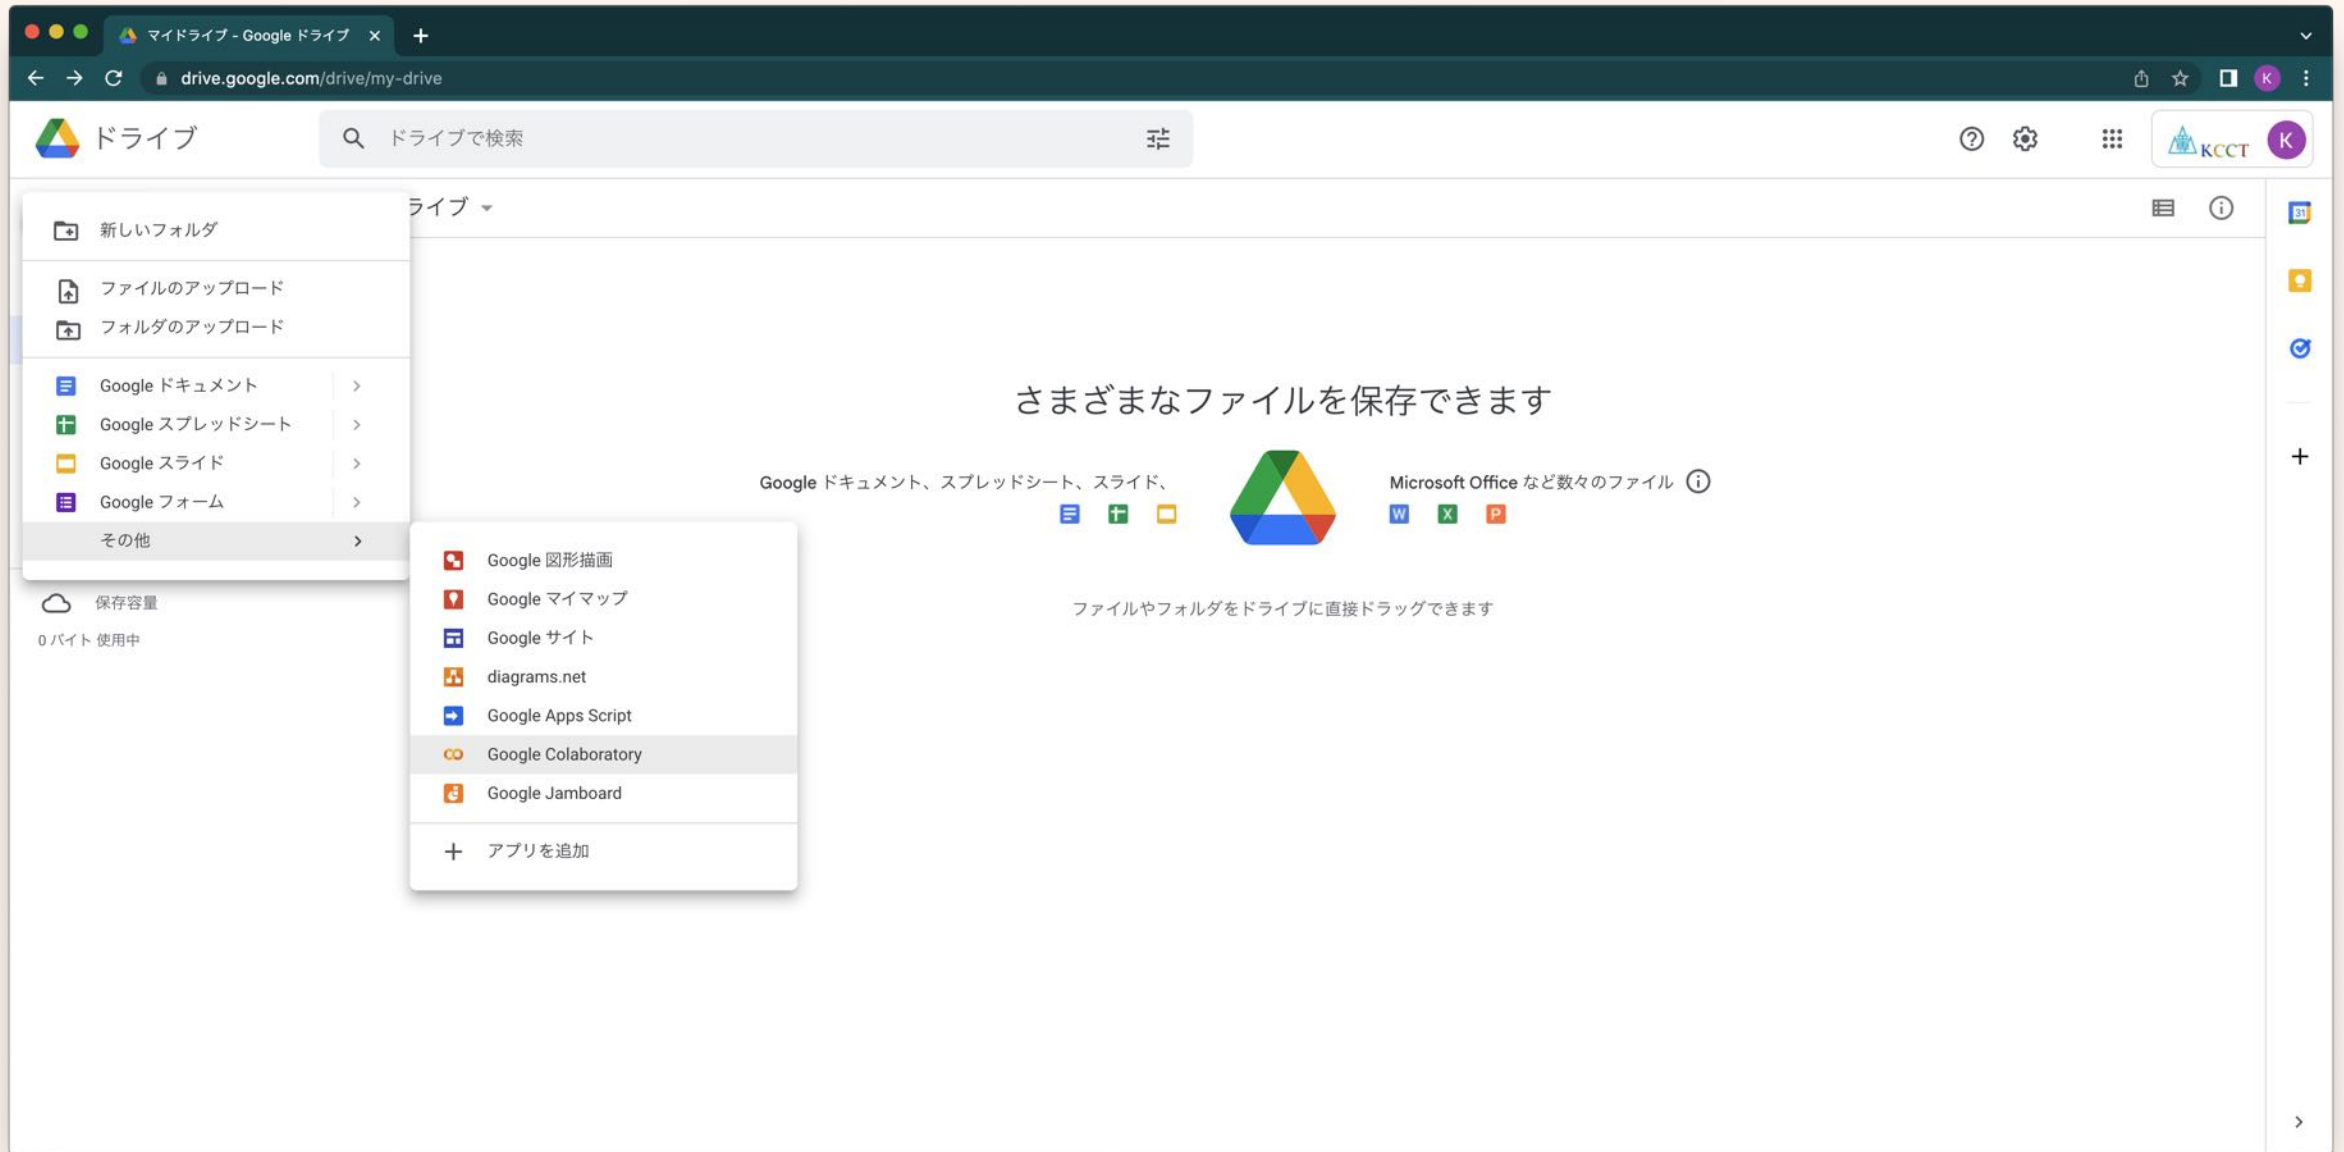 マイドライブ - Google ドライブ
drive.google.com/drive/my-drive
K
ドライブ
ドライブで検索
KCCT
K
ライブ
31
新しいフォルダ
ファイルのアップロード
フォルダのアップロード
Google ドキュメント
Google スプレッドシート
Google スライド
Google フォーム
その他
保存容量
0 バイト 使用中
Google 図形描画
Google マイマップ
Google サイト
diagrams.net
Google Apps Script
Google Colaboratory
Google Jamboard
アプリを追加
さまざまなファイルを保存できます
Google ドキュメント、スプレッドシート、スライド、
Microsoft Office など数々のファイル
W X P
ファイルやフォルダをドライブに直接ドラッグできます